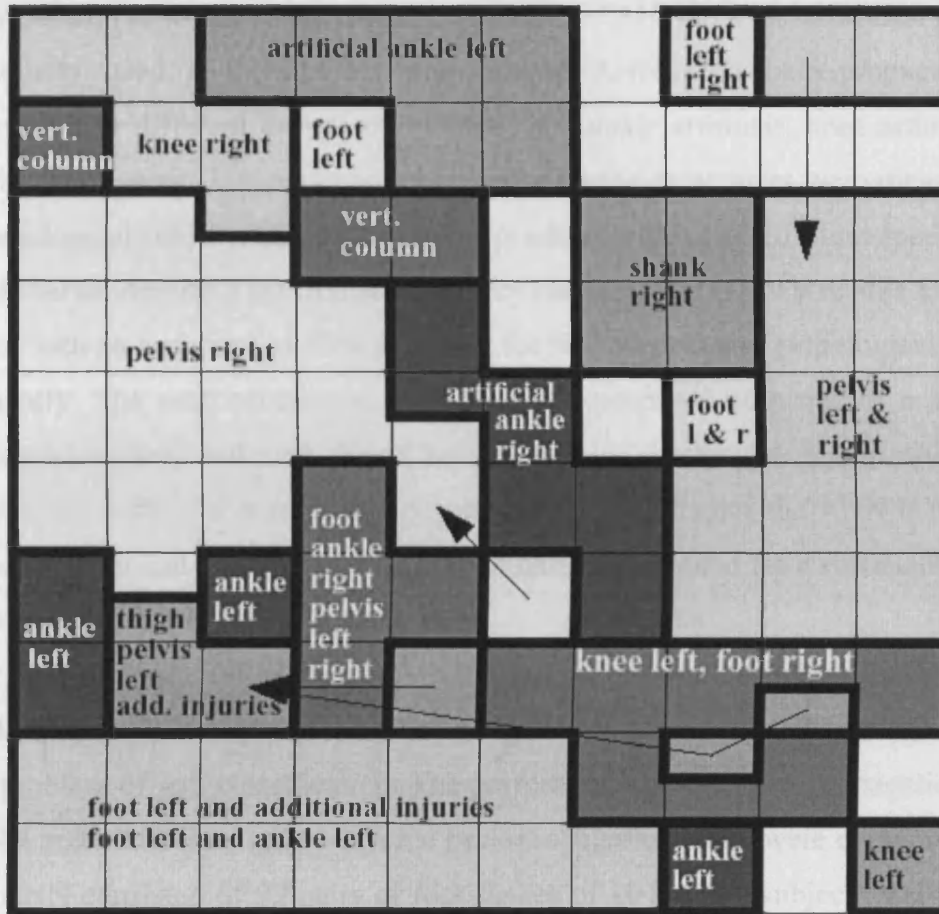 artificial ankle left
foot
left
right
vert.
column
knee right
foot
left
vert.
column
shank
right
pelvis right
artificial
ankle
right
foot
l & r
pelvis
left &
right
foot
ankle
right
pelvis
left
right
ankle
left
ankle
left
thigh
pelvis
left
add. injuries
knee left, foot right
foot left and additional injuries
foot left and ankle left
ankle
left
knee
left